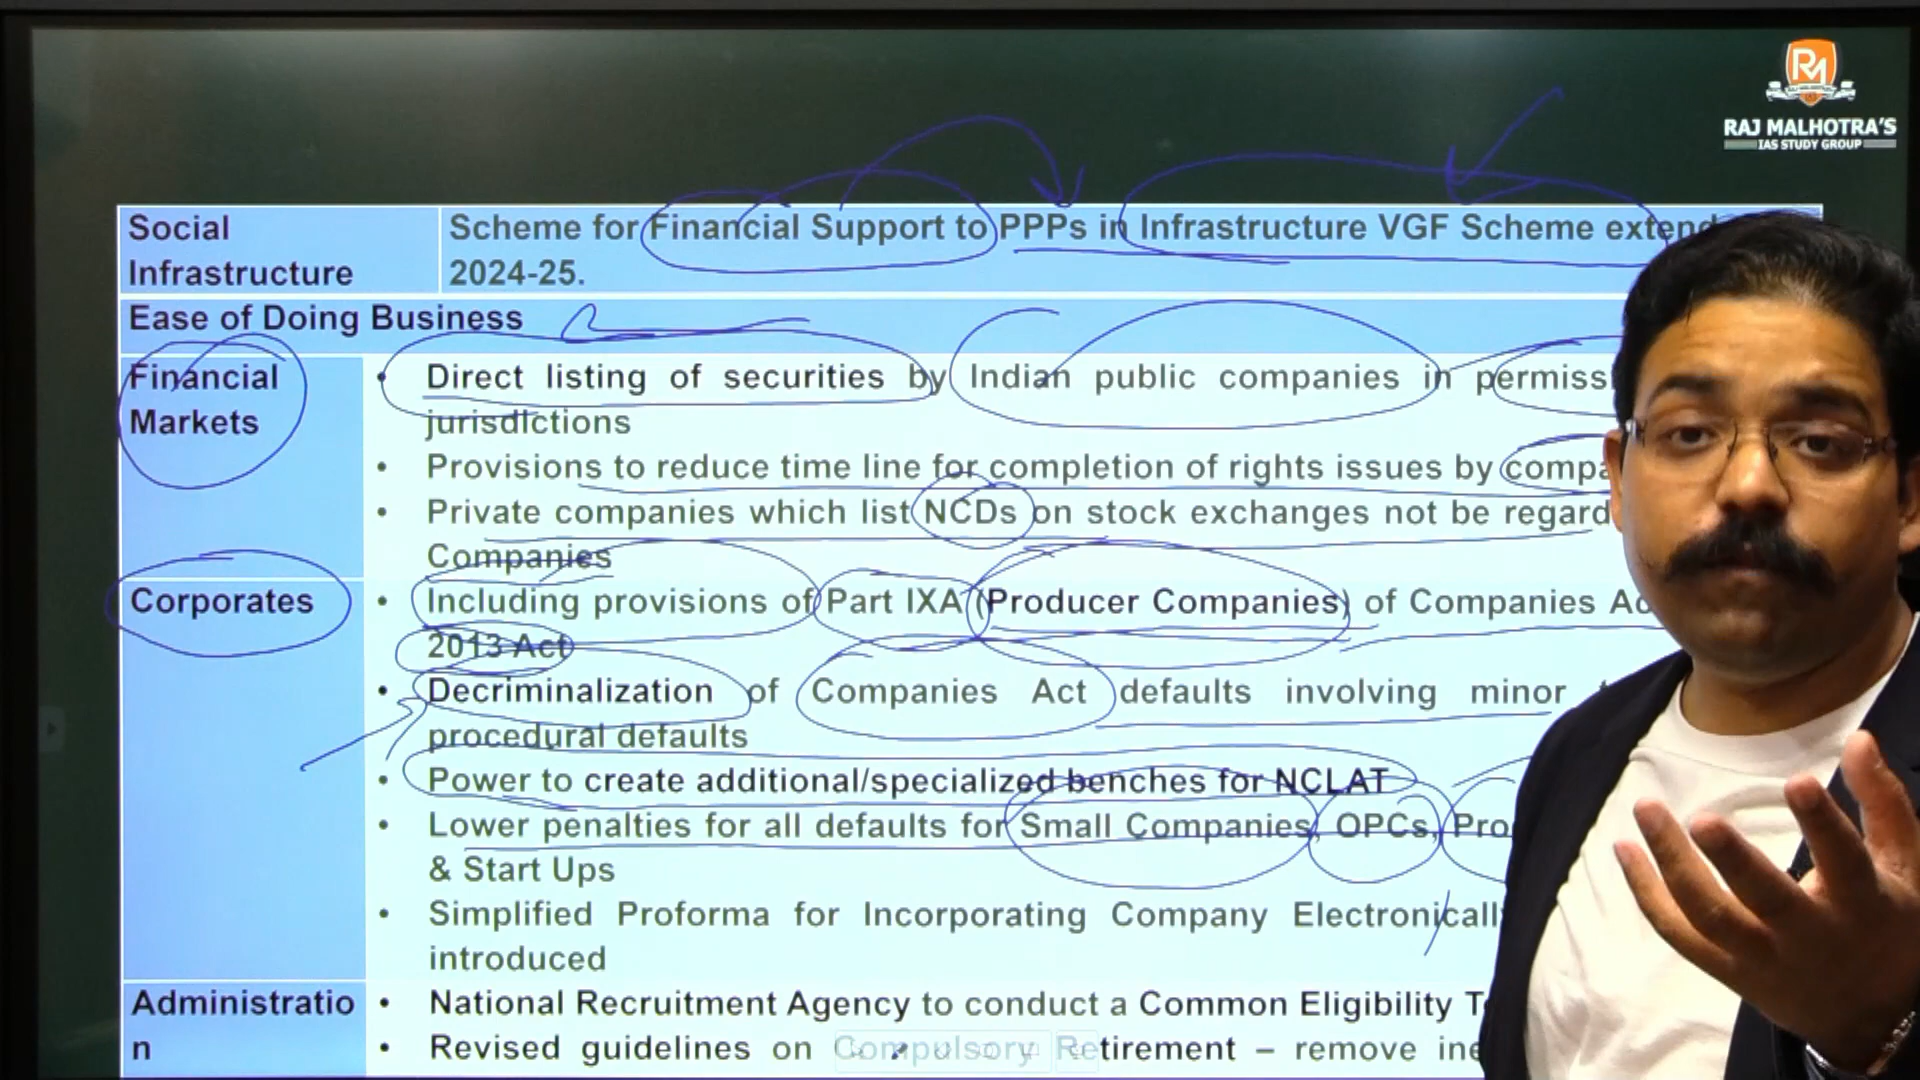 RAJ MALHOTRA'S
IAS STUDY GROUP
Social Infrastructure
Scheme for Financial Support to PPPs in Infrastructure VGF Scheme
2024-25.
Ease of Doing Business
Financial Markets
• Direct listing of securities by Indian public companies in
jurisdictions
• Provisions to reduce time line for completion of rights issues by
• Private companies which list NCDs on stock exchanges not be
Companies
Corporates
• Including provisions of Part IXA (Producer Companies) of Companies
2013 Act
• Decriminalization of Companies Act defaults involving minor
procedural defaults
• Power to create additional/specialized benches for NCLAT
• Lower penalties for all defaults for Small Companies, OPCs,
& Start Ups
• Simplified Proforma for Incorporating Company
introduced
Administration
• National Recruitment Agency to conduct a Common Eligibility
• Revised guidelines on Compulsory Retirement – remove